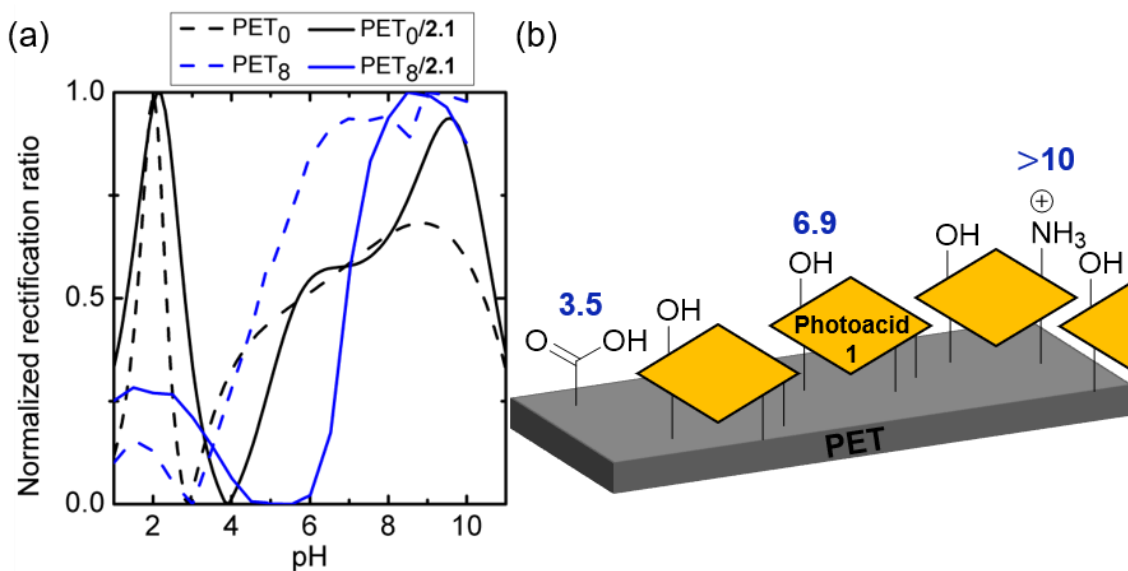 (a)
PET0 PET0/2.1
PET8 PET8/2.1
Normalized rectification ratio
1.0
0.5
0.0
2 4 6 8 10
pH
(b)
>10
⊕
NH3
OH
OH
6.9
OH
3.5
OH
O
OH
Photoacid
1
PET